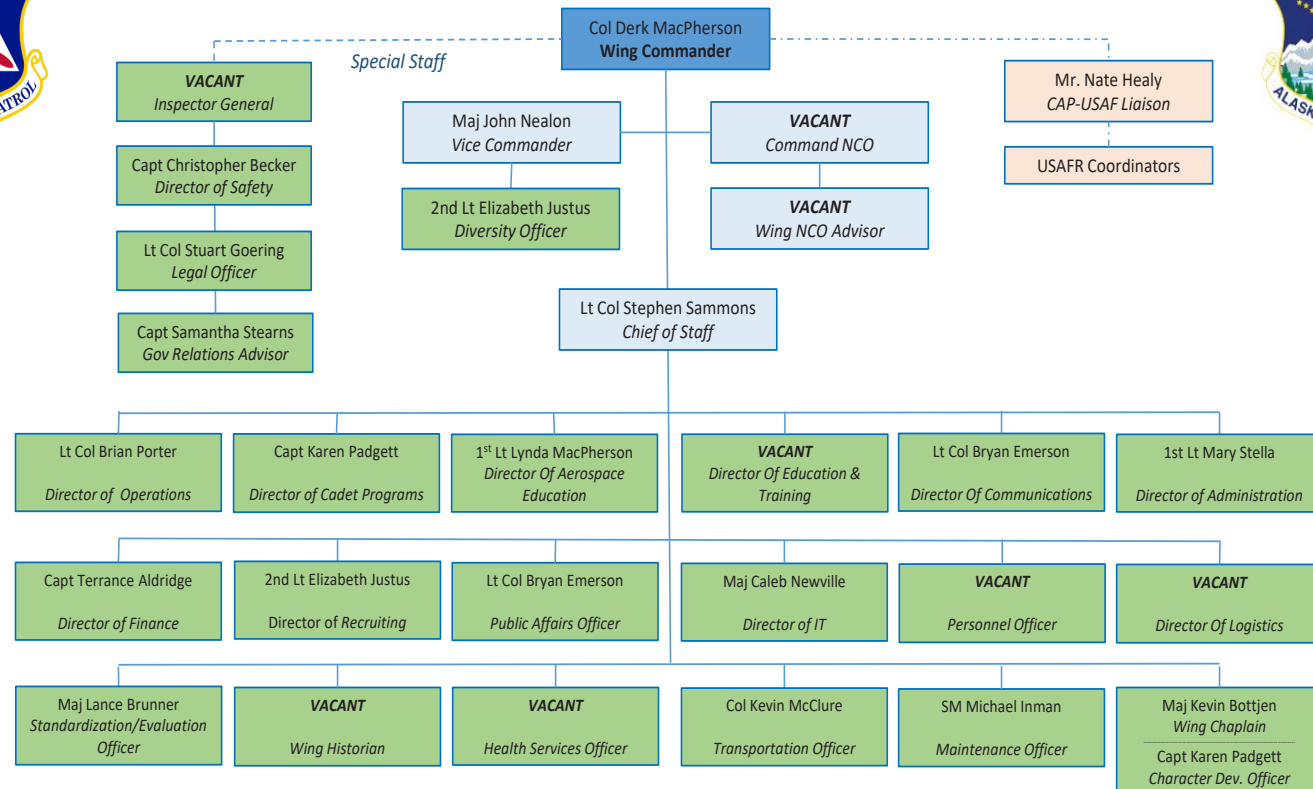 Col Derk MacPherson
Wing Commander
Special Staff
VACANT
Inspector General
Mr. Nate Healy
CAP-USAF Liaison
ATROL
ALASK
Maj John Nealon
Vice Commander
VACANT
Command NCO
Capt Christopher Becker
Director of Safety
USAFR Coordinators
2nd Lt Elizabeth Justus
Diversity Officer
VACANT
Wing NCO Advisor
Lt Col Stuart Goering
Legal Officer
Lt Col Stephen Sammons
Chief of Staff
Capt Samantha Stearns
Gov Relations Advisor
Lt Col Brian Porter
Director of Operations
Capt Karen Padgett
Director of Cadet Programs
1st Lt Lynda MacPherson
Director Of Aerospace
Education
VACANT
Director Of Education &
Training
Lt Col Bryan Emerson
Director Of Communications
1st Lt Mary Stella
Director of Administration
Capt Terrance Aldridge
Director of Finance
2nd Lt Elizabeth Justus
Director of Recruiting
Lt Col Bryan Emerson
Public Affairs Officer
Maj Caleb Newville
Director of IT
VACANT
Personnel Officer
VACANT
Director Of Logistics
Maj Lance Brunner
Standardization/Evaluation
Officer
VACANT
Wing Historian
VACANT
Health Services Officer
Col Kevin McClure
Transportation Officer
SM Michael Inman
Maintenance Officer
Maj Kevin Bottjen
Wing Chaplain
Capt Karen Padgett
Character Dev. Officer